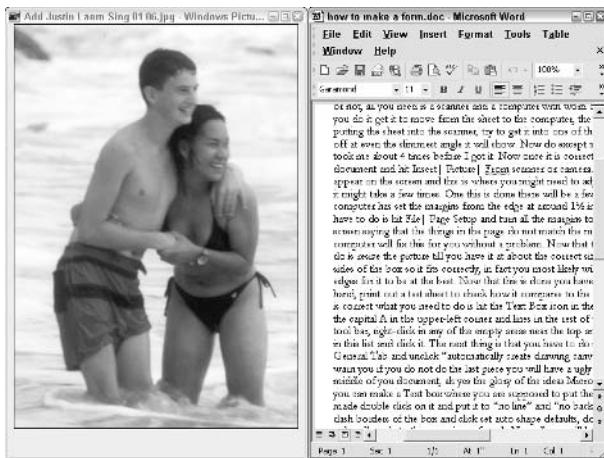 Add Justin Laem Sing 01 06.jpg - Windows Pictu...
how to make a form.doc - Microsoft Word
File Edit View Insert Format Tools Table
Window Help
100%
Garamond 11 B I U
or not, all you need is a scanner and a computer with
you do it get it to move from the sheet to the computer, the
putting the sheet into the scanner, try to get it into one of th
off at even the slimmest angle it will show. Now do except n
took me about 4 times before I got it. Now once it is correct
document and hit Insert| Picture| From scanner or camera.
appear on the screen and this is where you might need to ad
it might take a few times. One this is done there will be a few
computer has set the margins from the edge at around 1½ in
have to do is hit File| Page Setup and turn all the margins to
screen saying that the things in the page do not match the m
computer will fix this for you without a problem. Now that t
do is resize the picture till you have it at about the correct siz
sides of the box so it fits correctly, in fact you most likely wi
edges for it to be at the best. Now that this is done you have
hand, print out a test sheet to check how it compares to the
is correct what you need to do is hit the Text Box icon in the
the capital A in the upper-left corner and lines in the rest of
tool bar, right-click in any of the empty areas near the top ar
in this list and click it. The next thing is that you have to do
General Tab and unclick "automatically create drawing canv
warn you if you do not do the last piece you will have a ugly
middle of you document, ah yes the glory of the ideas Micro
you can make a Text box where you are supposed to put the
made double click on it and put it to "no line" and "no back
dash borders of the box and click set auto shape defaults, do
Page 1 Sec 1 1/1 At 1" Ln 1 Col 1